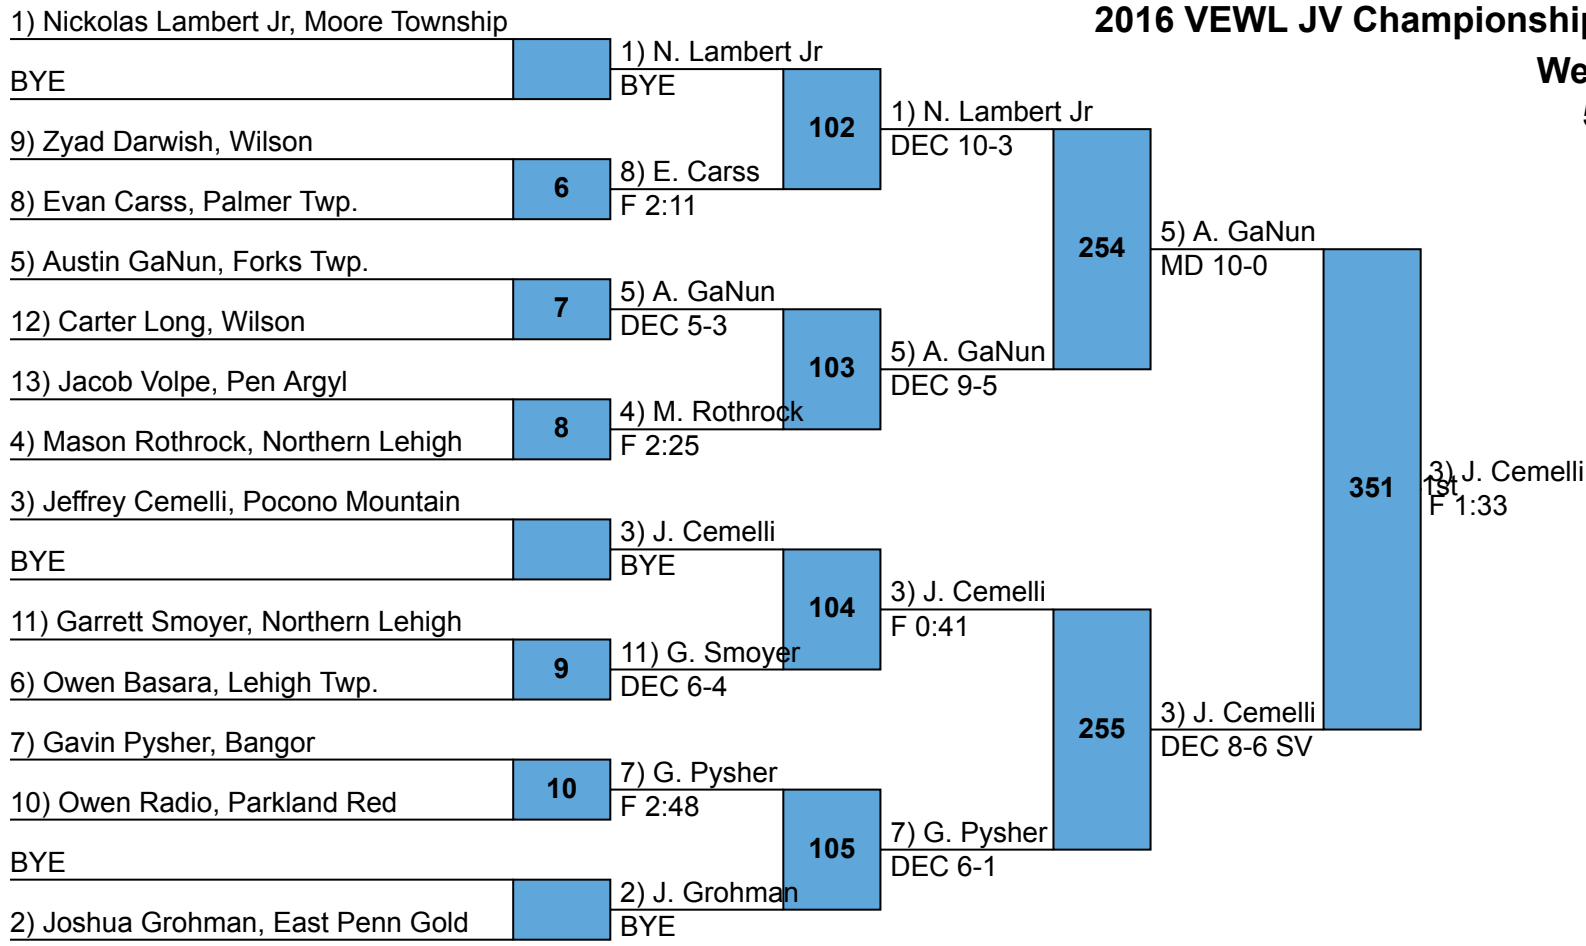 2016 VEWL JV Championship
We
1) Nickolas Lambert Jr, Moore Township
BYE
9) Zyad Darwish, Wilson
8) Evan Carss, Palmer Twp.
5) Austin GaNun, Forks Twp.
12) Carter Long, Wilson
13) Jacob Volpe, Pen Argyl
4) Mason Rothrock, Northern Lehigh
3) Jeffrey Cemelli, Pocono Mountain
BYE
11) Garrett Smoyer, Northern Lehigh
6) Owen Basara, Lehigh Twp.
7) Gavin Pysher, Bangor
10) Owen Radio, Parkland Red
BYE
2) Joshua Grohman, East Penn Gold
6
7
8
9
10
1) N. Lambert Jr
BYE
8) E. Carss
F 2:11
5) A. GaNun
DEC 5-3
4) M. Rothrock
F 2:25
3) J. Cemelli
BYE
11) G. Smoyer
DEC 6-4
7) G. Pysher
F 2:48
2) J. Grohman
BYE
102
103
104
105
1) N. Lambert Jr
DEC 10-3
5) A. GaNun
DEC 9-5
3) J. Cemelli
F 0:41
7) G. Pysher
DEC 6-1
254
255
5) A. GaNun
MD 10-0
3) J. Cemelli
DEC 8-6 SV
351
3) J. Cemelli
1st
F 1:33